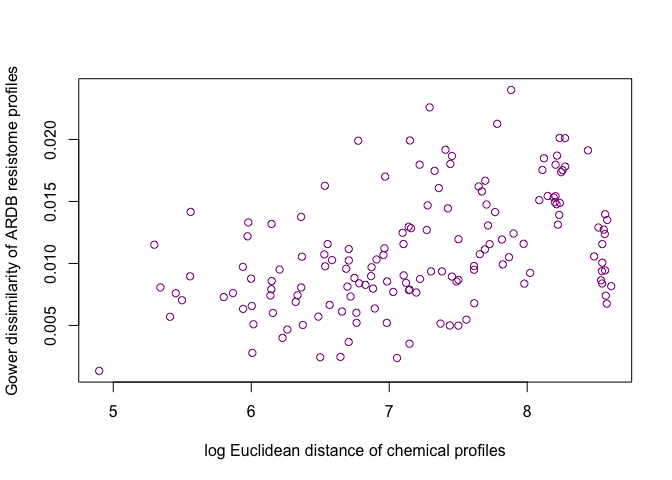 Gower dissimilarity of ARDB resistome profiles
0.020
0.015
0.010
0.005
5 6 7 8
log Euclidean distance of chemical profiles